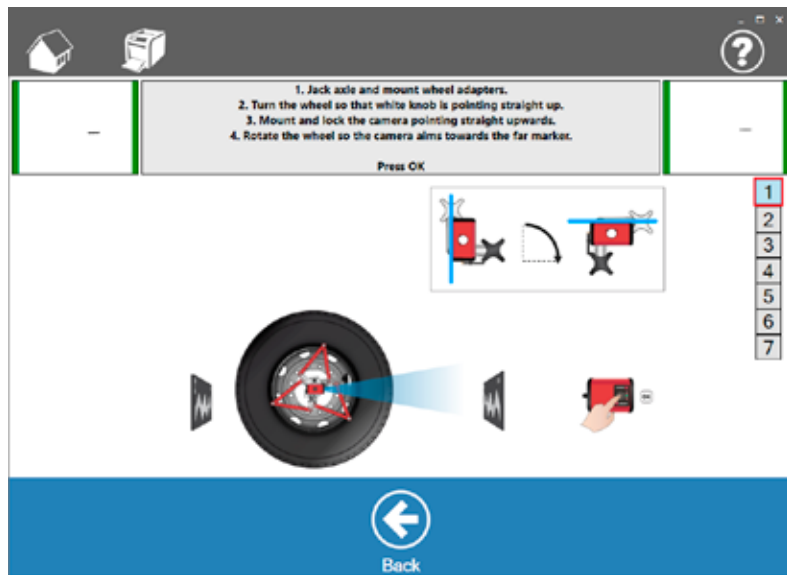 ?
1. Jack axle and mount wheel adapters.
2. Turn the wheel so that white knob is pointing straight up.
3. Mount and lock the camera pointing straight upwards.
4. Rotate the wheel so the camera aims towards the far marker.
Press OK
1
2
3
4
5
6
7
OK
Back